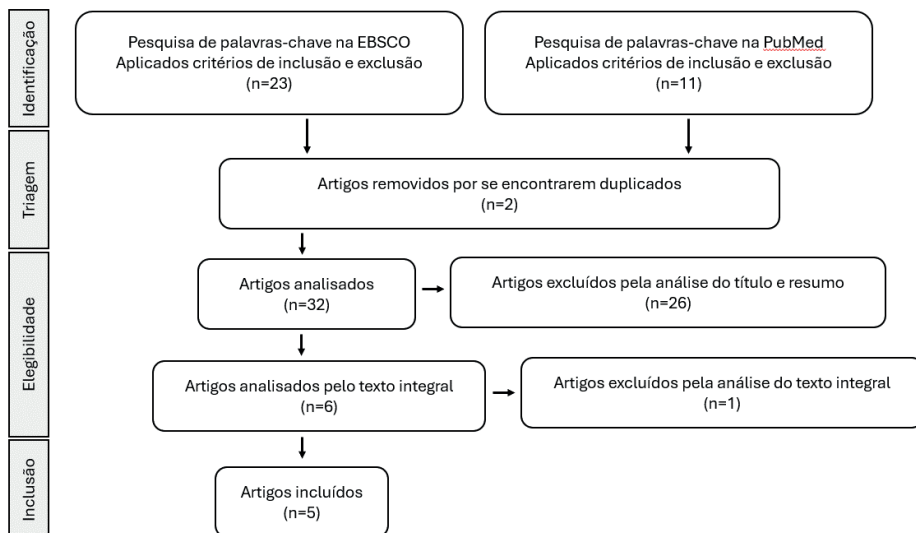 Identificação
Pesquisa de palavras-chave na EBSCO
Aplicados critérios de inclusão e exclusão
(n=23)
Pesquisa de palavras-chave na PubMed
Aplicados critérios de inclusão e exclusão
(n=11)
Triagem
Artigos removidos por se encontrarem duplicados
(n=2)
Elegibilidade
Artigos analisados
(n=32)
Artigos excluídos pela análise do título e resumo
(n=26)
Artigos analisados pelo texto integral
(n=6)
Artigos excluídos pela análise do texto integral
(n=1)
Inclusão
Artigos incluídos
(n=5)